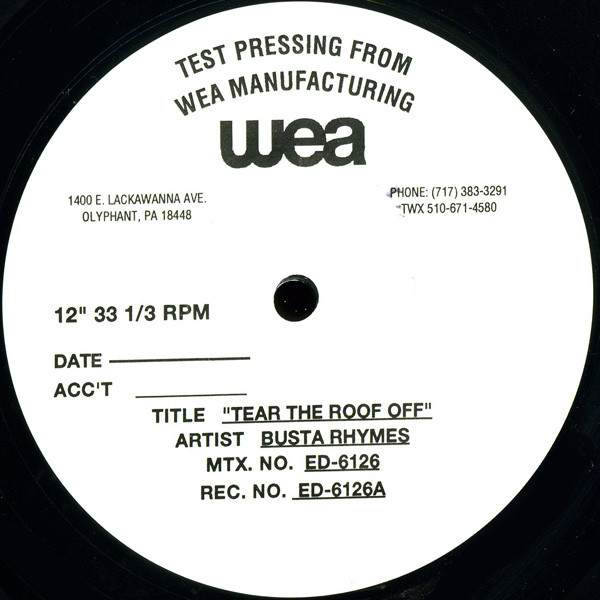 TEST PRESSING FROM
WEA MANUFACTURING
wea
1400 E. LACKAWANNA AVE.
OLYPHANT, PA 18448
PHONE: (717) 383-3291
TWX 510-671-4580
12" 33 1/3 RPM
DATE
ACC'T
TITLE "TEAR THE ROOF OFF"
ARTIST BUSTA RHYMES
MTX. NO. ED-6126
REC. NO. ED-6126A